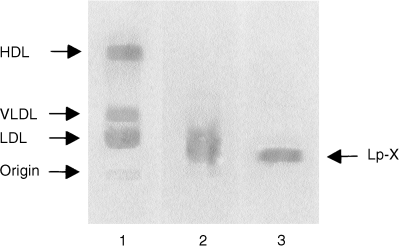 HDL
VLDL
LDL
Origin
Lp-X
1 2 3